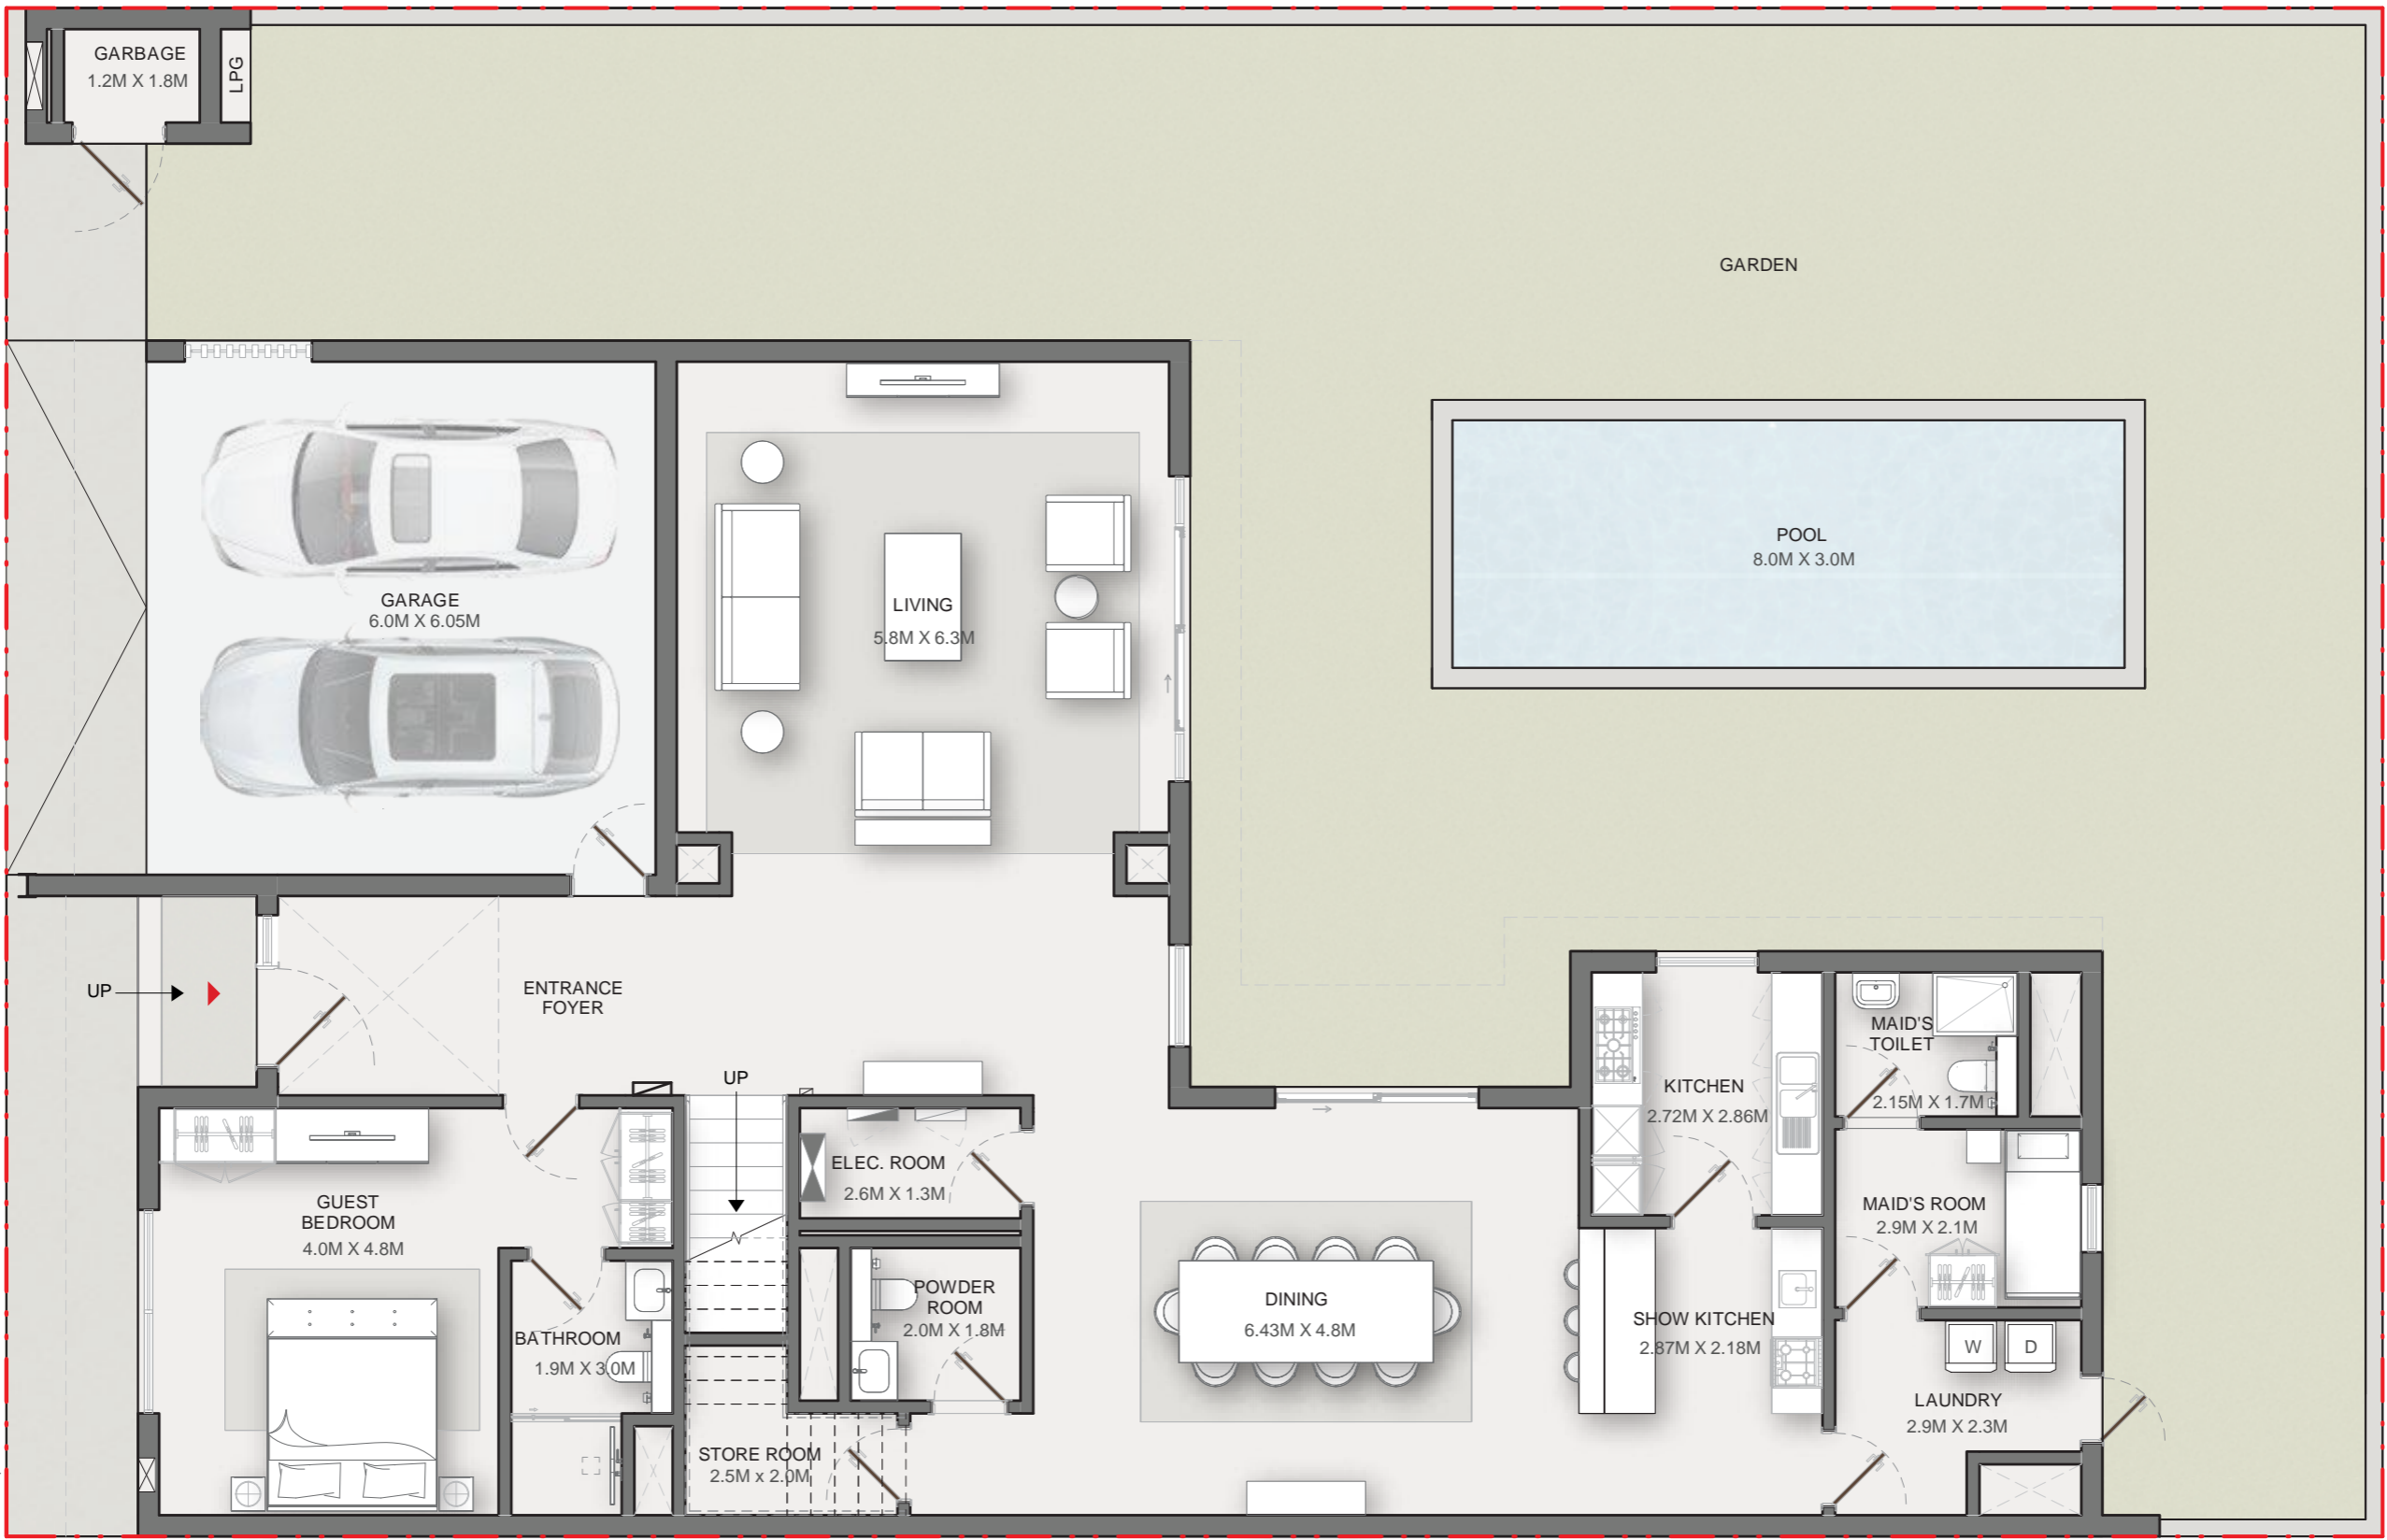 GARBAGE
1.2M X 1.8M
LPG
GARDEN
POOL
8.0M X 3.0M
GARAGE
6.0M X 6.05M
LIVING
5.8M X 6.3M
UP
ENTRANCE
FOYER
UP
MAID'S
TOILET
2.15M X 1.7M
KITCHEN
2.72M X 2.86M
ELEC. ROOM
2.6M X 1.3M
GUEST
BEDROOM
4.0M X 4.8M
MAID'S ROOM
2.9M X 2.1M
POWDER
ROOM
2.0M X 1.8M
DINING
6.43M X 4.8M
SHOW KITCHEN
2.87M X 2.18M
BATHROOM
1.9M X 3.0M
W
D
LAUNDRY
2.9M X 2.3M
STORE ROOM
2.5M x 2.0M